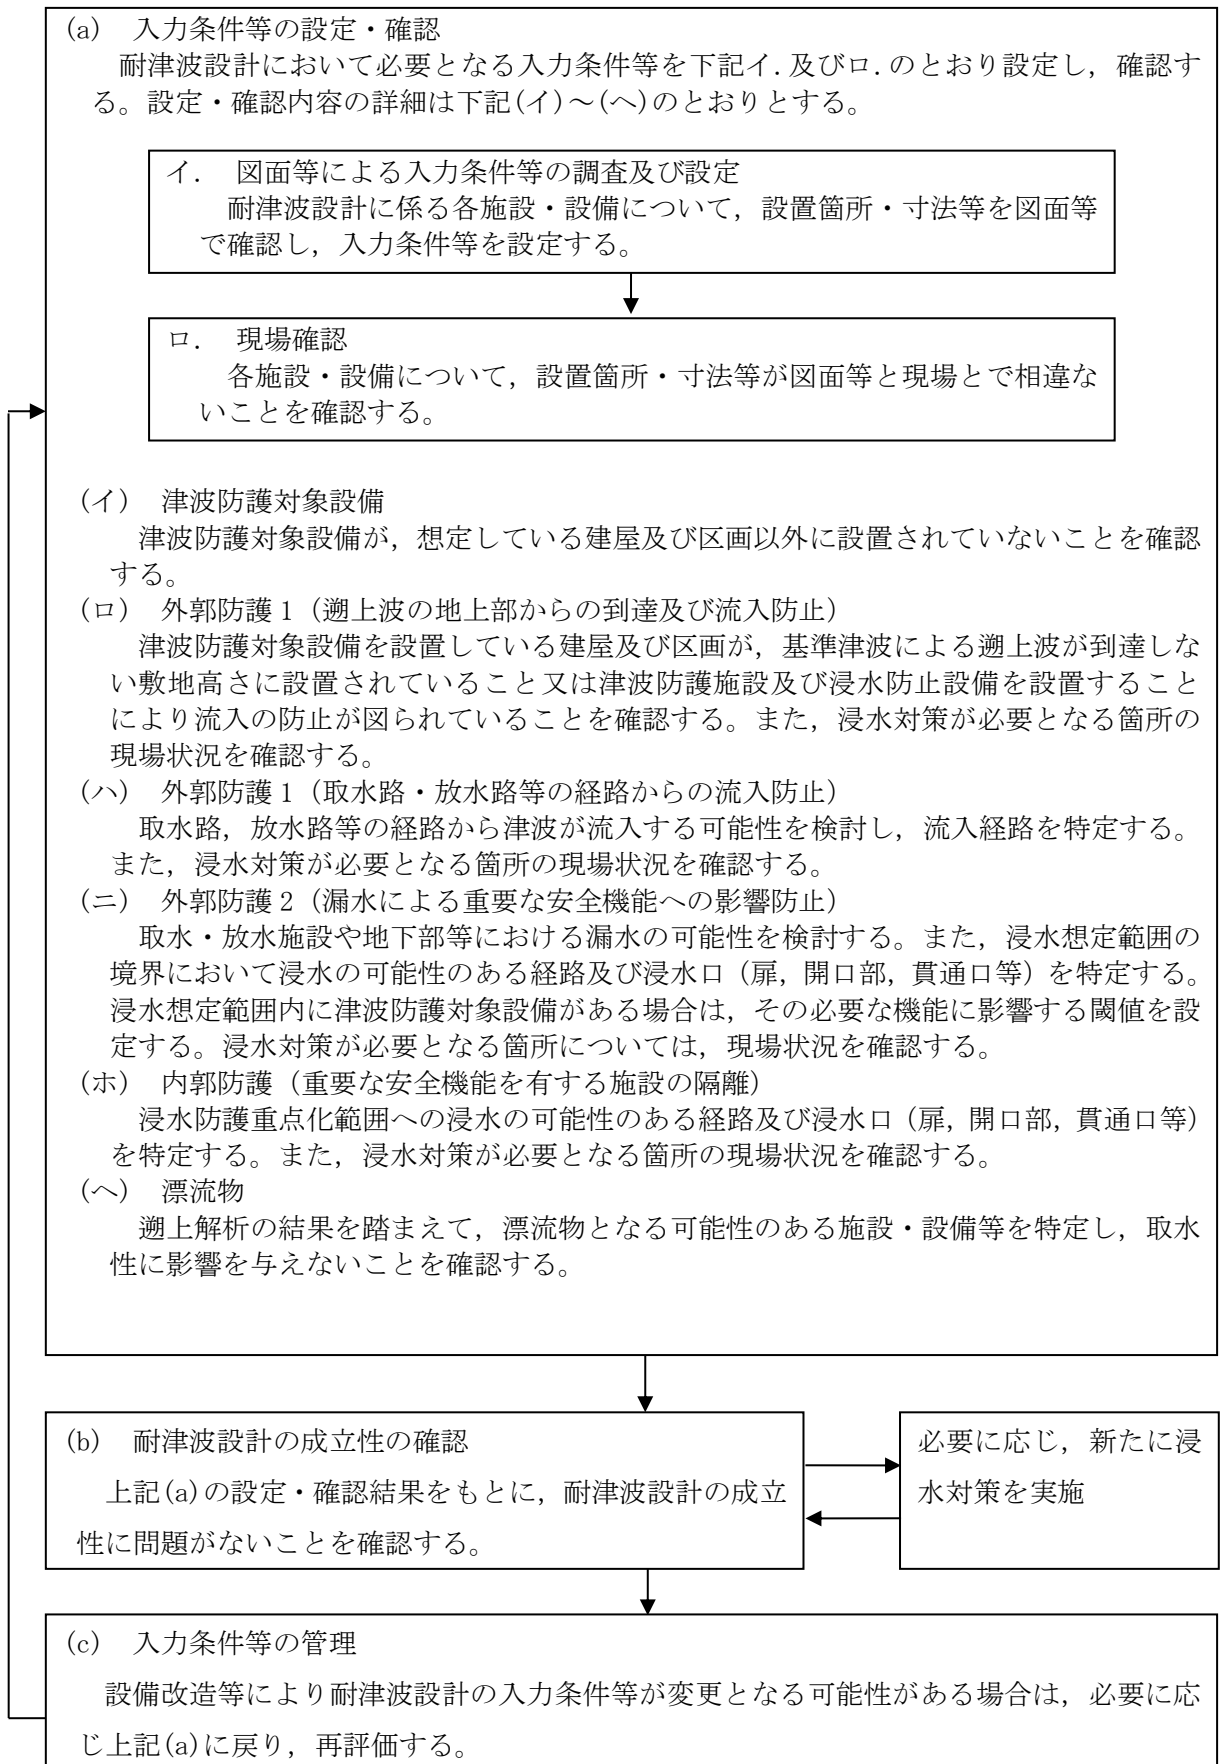 (a) 入力条件等の設定・確認
耐津波設計において必要となる入力条件等を下記イ.及びロ.のとおり設定し，確認す
る。設定・確認内容の詳細は下記(イ)～(ヘ)のとおりとする。
イ. 図面等による入力条件等の調査及び設定
耐津波設計に係る各施設・設備について，設置箇所・寸法等を図面等
で確認し，入力条件等を設定する。
ロ. 現場確認
各施設・設備について，設置箇所・寸法等が図面等と現場とで相違な
いことを確認する。
(イ) 津波防護対象設備
津波防護対象設備が，想定している建屋及び区画以外に設置されていないことを確認
する。
(ロ) 外郭防護1（遡上波の地上部からの到達及び流入防止）
津波防護対象設備を設置している建屋及び区画が，基準津波による遡上波が到達しな
い敷地高さに設置されていること又は津波防護施設及び浸水防止設備を設置すること
により流入の防止が図られていることを確認する。また，浸水対策が必要となる箇所の
現場状況を確認する。
(ハ) 外郭防護1（取水路・放水路等の経路からの流入防止）
取水路，放水路等の経路から津波が流入する可能性を検討し，流入経路を特定する。
また，浸水対策が必要となる箇所の現場状況を確認する。
(ニ) 外郭防護2（漏水による重要な安全機能への影響防止）
取水・放水施設や地下部等における漏水の可能性を検討する。また，浸水想定範囲の
境界において浸水の可能性のある経路及び浸水口（扉，開口部，貫通口等）を特定する。
浸水想定範囲内に津波防護対象設備がある場合は，その必要な機能に影響する閾値を設
定する。浸水対策が必要となる箇所については，現場状況を確認する。
(ホ) 内郭防護（重要な安全機能を有する施設の隔離）
浸水防護重点化範囲への浸水の可能性のある経路及び浸水口（扉，開口部，貫通口等）
を特定する。また，浸水対策が必要となる箇所の現場状況を確認する。
(ヘ) 漂流物
遡上解析の結果を踏まえて，漂流物となる可能性のある施設・設備等を特定し，取水
性に影響を与えないことを確認する。
(b) 耐津波設計の成立性の確認
上記(a)の設定・確認結果をもとに，耐津波設計の成立
性に問題がないことを確認する。
必要に応じ，新たに浸
水対策を実施
(c) 入力条件等の管理
設備改造等により耐津波設計の入力条件等が変更となる可能性がある場合は，必要に応
じ上記(a)に戻り，再評価する。